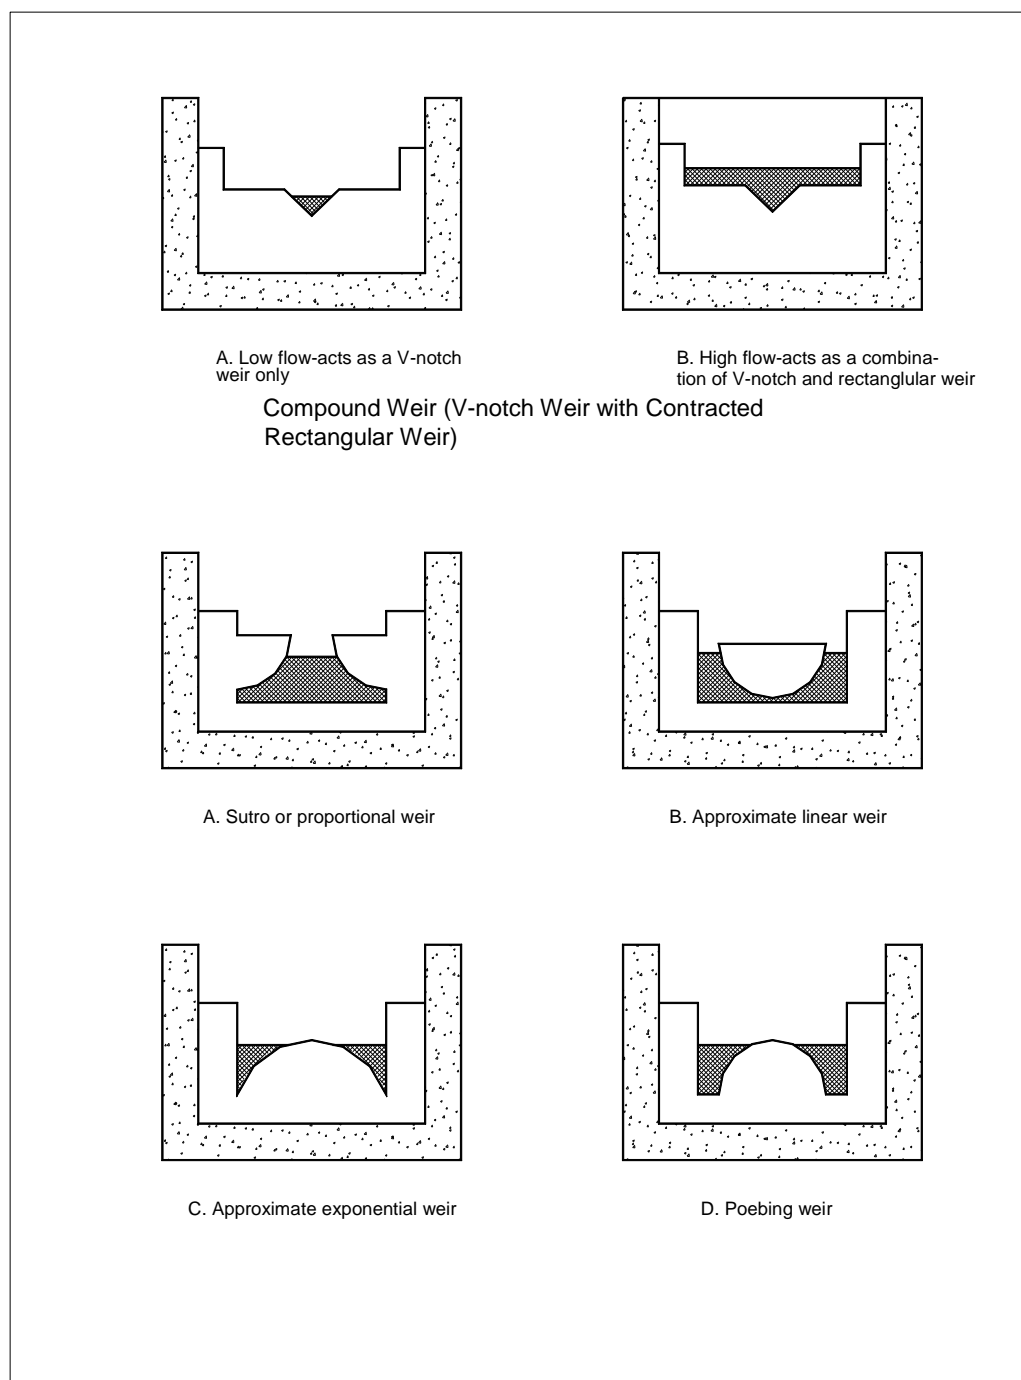 A. Low flow-acts as a V-notch
weir only
B. High flow-acts as a combina-
tion of V-notch and rectanglular weir
Compound Weir (V-notch Weir with Contracted
Rectangular Weir)
A. Sutro or proportional weir
B. Approximate linear weir
C. Approximate exponential weir
D. Poebing weir